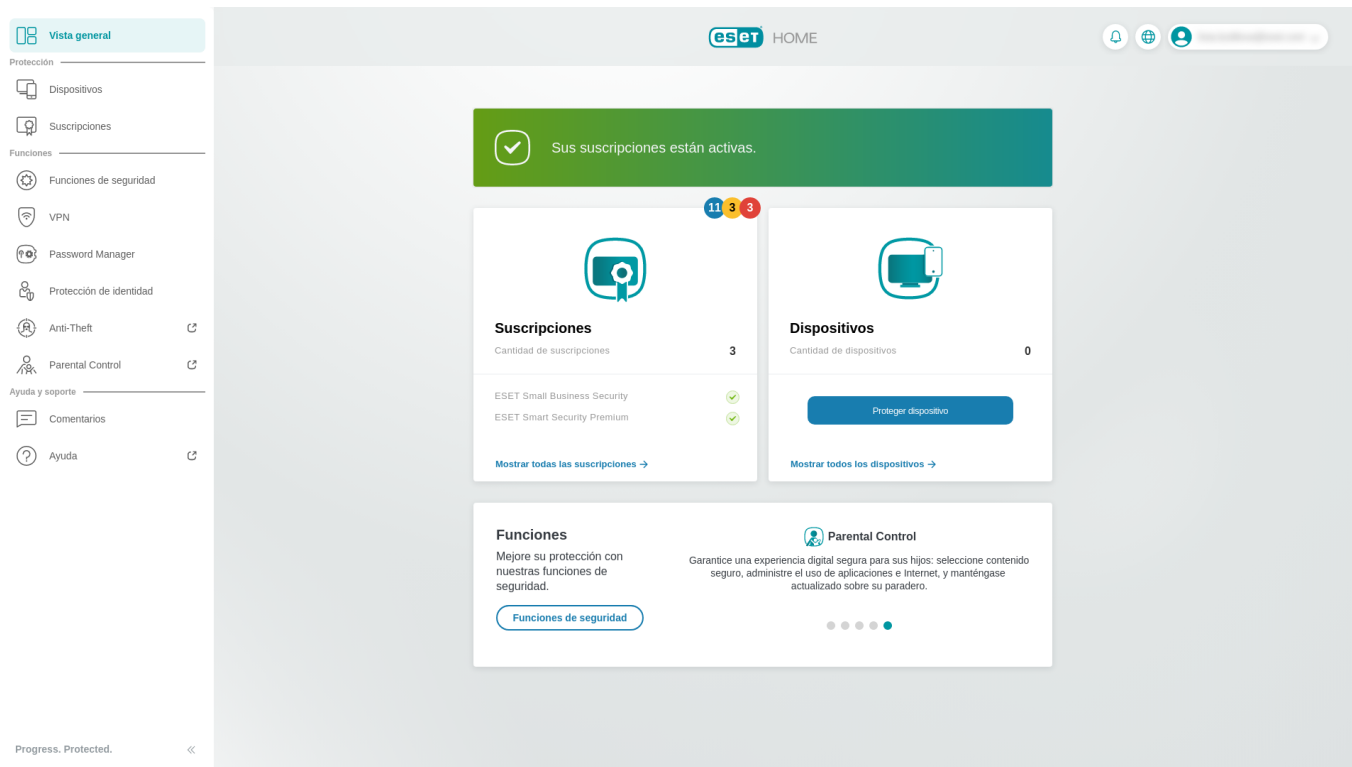 Vista general
Protección
Dispositivos
Suscripciones
Funciones
Funciones de seguridad
VPN
Password Manager
Protección de identidad
Anti-Theft
Parental Control
Ayuda y soporte
Comentarios
Ayuda
Progress. Protected.
eset HOME
Sus suscripciones están activas.
11 3 3
Suscripciones
Cantidad de suscripciones 3
ESET Small Business Security
ESET Smart Security Premium
Mostrar todas las suscripciones
Dispositivos
Cantidad de dispositivos 0
Proteger dispositivo
Mostrar todos los dispositivos
Funciones
Mejore su protección con
nuestras funciones de
seguridad.
Funciones de seguridad
Parental Control
Garantice una experiencia digital segura para sus hijos: seleccione contenido
seguro, administre el uso de aplicaciones e Internet, y manténgase
actualizado sobre su paradero.